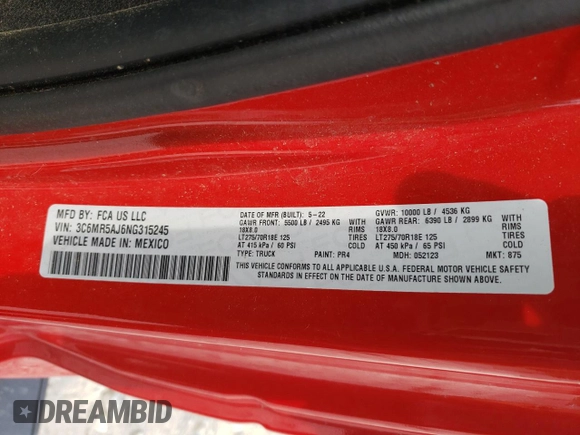 MFD BY: FCA US LLC
VIN: 3C6MR5AJ6NG315245
VEHICLE MADE IN: MEXICO
DATE OF MFR (BUILT): 5-22
GAWR FRONT: 5500 LB / 2495 KG
WITH
18X8.0
RIMS
LT275/70R18E 125
TIRES
AT 415 kPa / 60 PSI
COLD
TYPE: TRUCK
PAINT: PR4
GVWR: 10000 LB / 4536 KG
GAWR REAR: 6390 LB / 2899 KG
WITH
18X8.0
RIMS
LT275/70R18E 125
TIRES
AT 450 kPa / 65 PSI
COLD
MDH: 052123
MKT: 875
THIS VEHICLE CONFORMS TO ALL APPLICABLE U.S.A. FEDERAL MOTOR VEHICLE SAFETY
STANDARDS IN EFFECT ON THE DATE OF MANUFACTURE SHOWN ABOVE.
DREAMBID